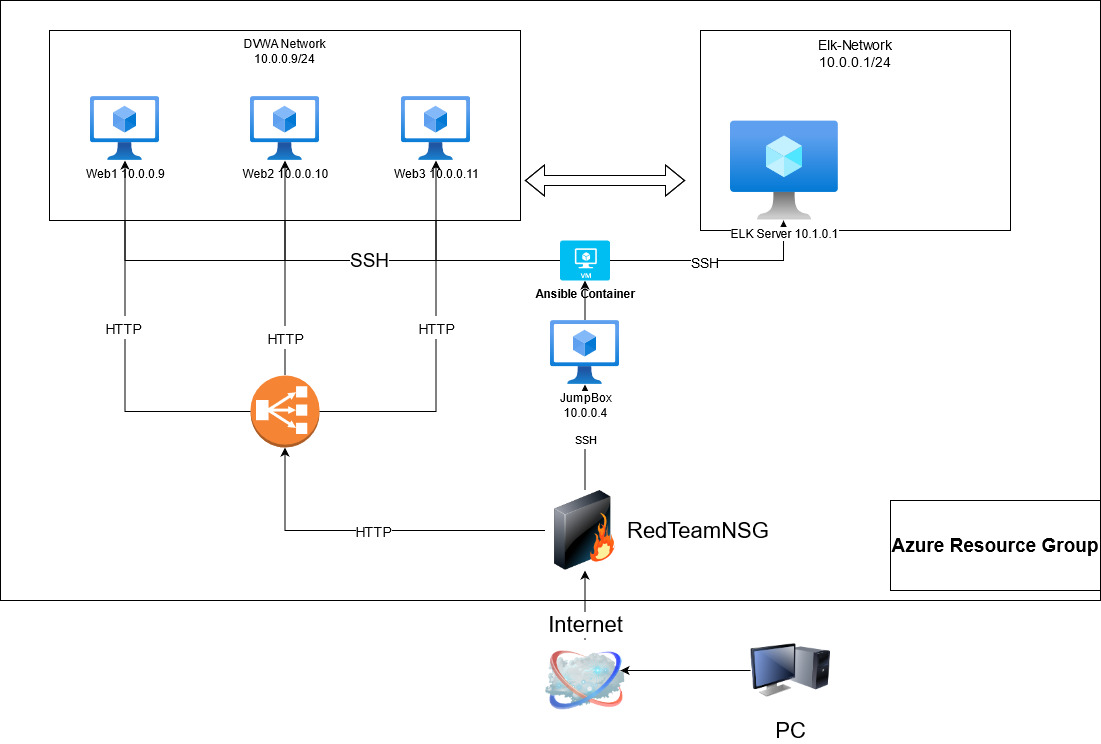 DVWA Network
10.0.0.9/24
Elk-Network
10.0.0.1/24
Web1 10.0.0.9
Web2 10.0.0.10
Web3 10.0.0.11
ELK Server 10.1.0.1
SSH
VM
SSH
Ansible Container
HTTP
HTTP
HTTP
JumpBox
10.0.0.4
SSH
HTTP
RedTeamNSG
Azure Resource Group
Internet
PC